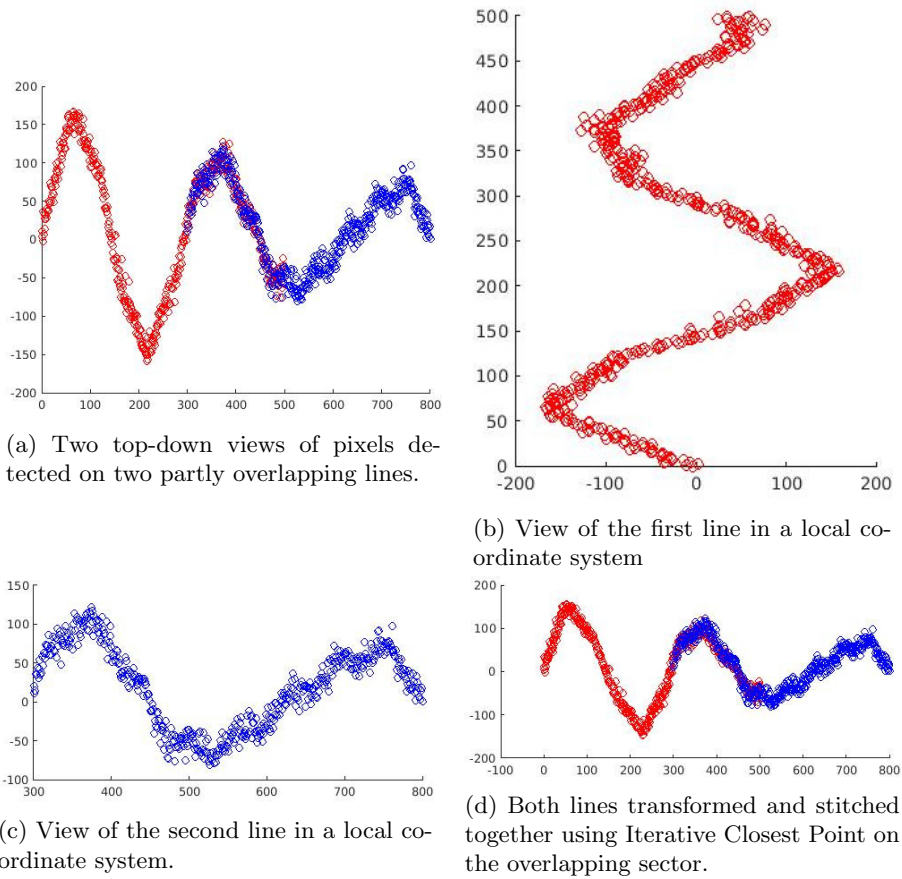 200
150
100
50
0
-50
-100
-150
-200
0 100 200 300 400 500 600 700 800
(a) Two top-down views of pixels de-
tected on two partly overlapping lines.
500
450
400
350
300
250
200
150
100
50
0
-200 -100 0 100 200
(b) View of the first line in a local co-
ordinate system
150
100
50
0
-50
-100
300 400 500 600 700 800
(c) View of the second line in a local co-
ordinate system.
200
100
0
-100
-200
-100 0 100 200 300 400 500 600 700 800
(d) Both lines transformed and stitched
together using Iterative Closest Point on
the overlapping sector.